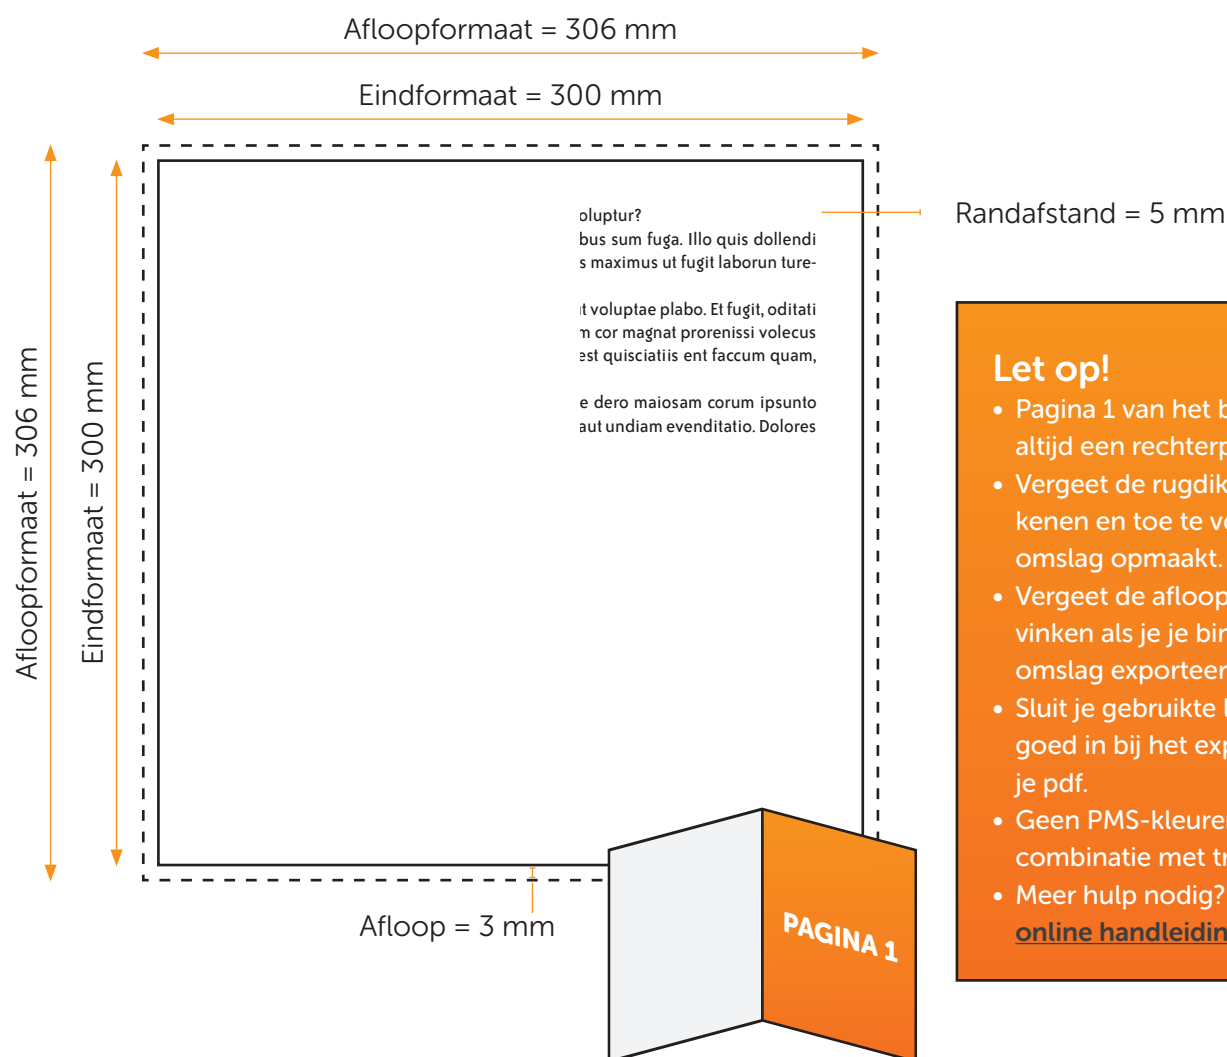 Afloopformaat = 306 mm
Eindformaat = 300 mm
Afloopformaat = 306 mm
Eindformaat = 300 mm
oluptur?
bus sum fuga. Illo quis dollendi
s maximus ut fugit laborun ture-
t voluptae plabo. Et fugit, oditati
m cor magnat prorenissi volecus
est quisciatiis ent faccum quam,
e dero maiosam corum ipsunto
aut undiam evenditatio. Dolores
Randafstand = 5 mm
Let op!
• Pagina 1 van het
altijd een rechterp
• Vergeet de rugdik
kenen en toe te v
omslag opmaakt.
• Vergeet de afloop
vinken als je je bin
omslag exporteer
• Sluit je gebruikte
goed in bij het exp
je pdf.
• Geen PMS-kleure
combinatie met t
• Meer hulp nodig?
online handleidin
Afloop = 3 mm
PAGINA 1